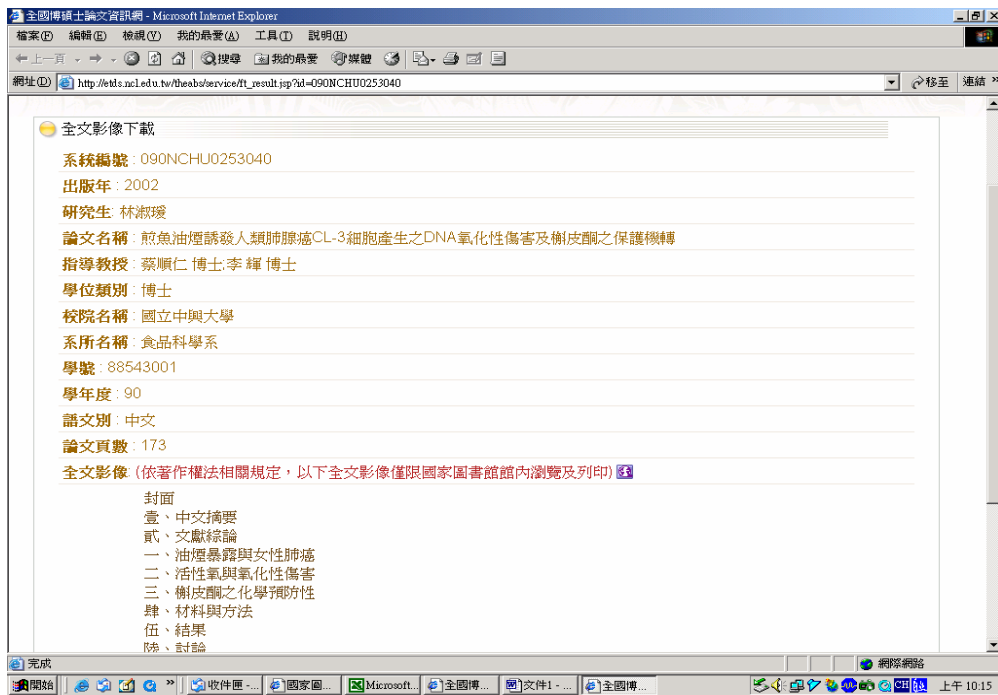 全國博碩士論文資訊網 - Microsoft Internet Explorer
檔案(F) 編輯(E) 檢視(V) 我的最愛(A) 工具(T) 說明(H)
上一頁 搜尋 我的最愛 媒體
網址(D) http://etds.ncl.edu.tw/theabs/service/ft_result.jsp?id=090NCHU0253040 移至 連結 »
全文影像下載
系統編號 : 090NCHU0253040
出版年 : 2002
研究生: 林淑瑷
論文名稱 : 煎魚油煙誘發人類肺腺癌CL-3細胞產生之DNA氧化性傷害及槲皮酮之保護機轉
指導教授 : 蔡順仁 博士;李 輝 博士
學位類別 : 博士
校院名稱 : 國立中興大學
系所名稱 : 食品科學系
學號 : 88543001
學年度 : 90
語文別 : 中文
論文頁數 : 173
全文影像: (依著作權法相關規定，以下全文影像僅限國家圖書館館內瀏覽及列印)
封面
壹、中文摘要
貳、文獻綜論
一、油煙暴露與女性肺癌
二、活性氧與氧化性傷害
三、槲皮酮之化學預防性
肆、材料與方法
伍、結果
陸、討論
完成 網際網路
開始 » 收件匣 -... 國家圖... Microsoft... 全國博... 文件1 - ... 全國博... CH 上午 10:15